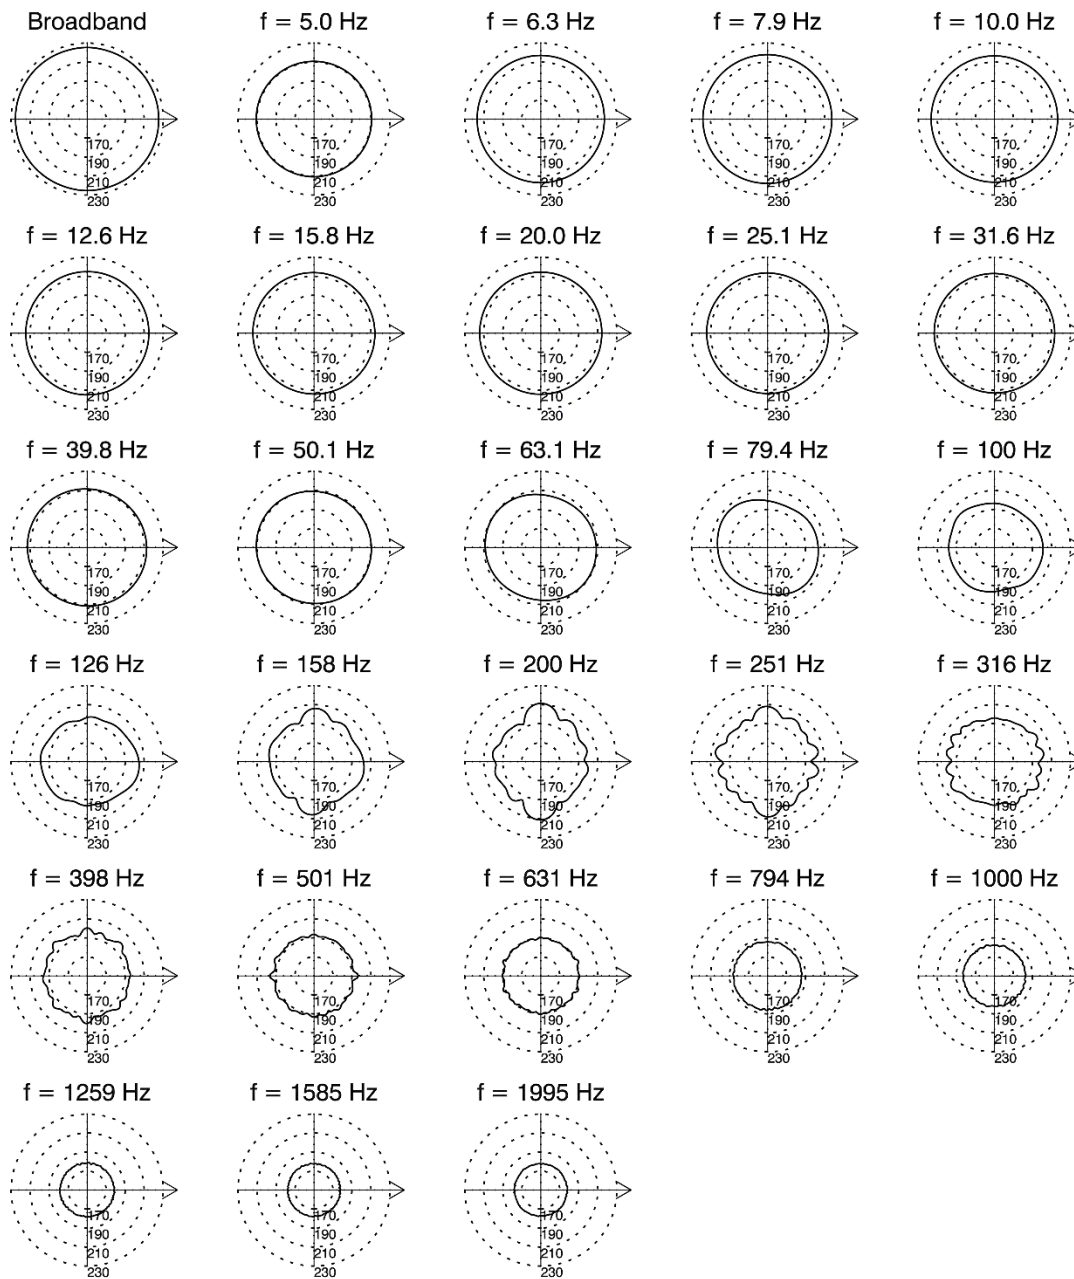 Broadband f = 5.0 Hz f = 6.3 Hz f = 7.9 Hz f = 10.0 Hz
170 170 170 170 170
190 190 190 190 190
210 210 210 210 210
230 230 230 230 230
f = 12.6 Hz f = 15.8 Hz f = 20.0 Hz f = 25.1 Hz f = 31.6 Hz
170 170 170 170 170
190 190 190 190 190
210 210 210 210 210
230 230 230 230 230
f = 39.8 Hz f = 50.1 Hz f = 63.1 Hz f = 79.4 Hz f = 100 Hz
170 170 170 170 170
190 190 190 190 190
210 210 210 210 210
230 230 230 230 230
f = 126 Hz f = 158 Hz f = 200 Hz f = 251 Hz f = 316 Hz
170 170 170 170 170
190 190 190 190 190
210 210 210 210 210
230 230 230 230 230
f = 398 Hz f = 501 Hz f = 631 Hz f = 794 Hz f = 1000 Hz
170 170 170 170 170
190 190 190 190 190
210 210 210 210 210
230 230 230 230 230
f = 1259 Hz f = 1585 Hz f = 1995 Hz
170 170 170
190 190 190
210 210 210
230 230 230